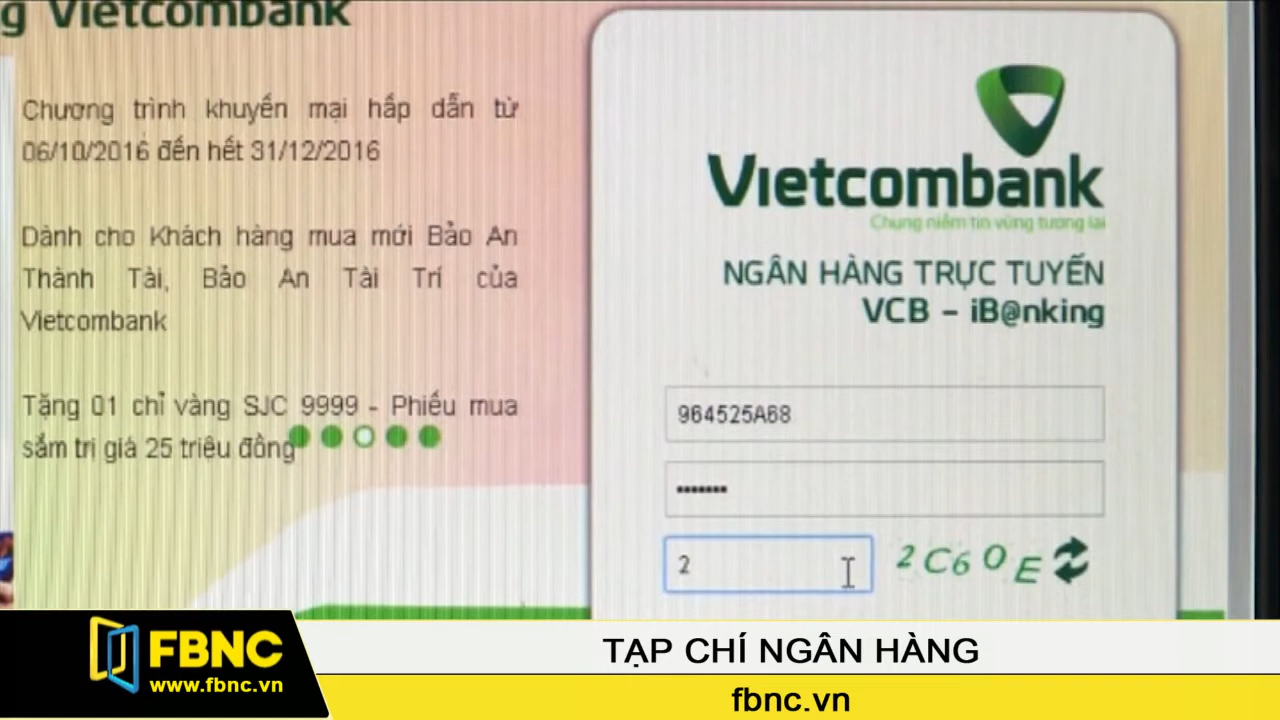 g Vietcombank
Chương trình khuyến mại hấp dẫn từ
06/10/2016 đến hết 31/12/2016
Dành cho Khách hàng mua mới Bảo An
Thành Tài, Bảo An Tài Trí của
Vietcombank
Tặng 01 chỉ vàng SJC 9999 - Phiếu mua
sắm trị giá 25 triệu đồng
Vietcombank
Chung niềm tin vững tương lai
NGÂN HÀNG TRỰC TUYẾN
VCB – iB@nking
964525A68
•••••••
2
2C60E
FBNC
www.fbnc.vn
TẠP CHÍ NGÂN HÀNG
fbnc.vn